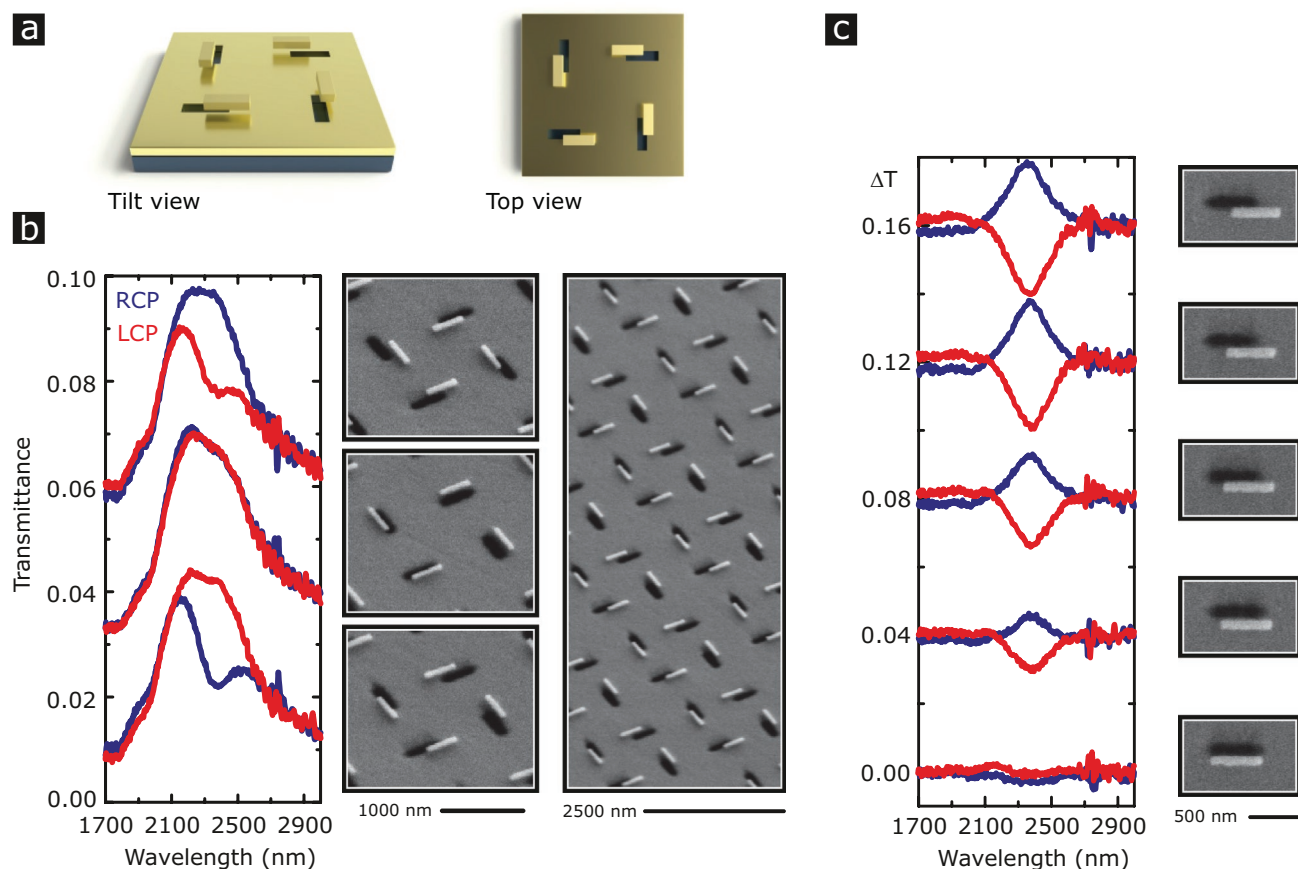 a
Tilt view
Top view
b
0.10
0.08
0.06
0.04
0.02
0.00
Transmittance
RCP
LCP
1700 2100 2500 2900
Wavelength (nm)
1000 nm
2500 nm
c
ΔT
0.16
0.12
0.08
0.04
0.00
1700 2100 2500 2900
Wavelength (nm)
500 nm